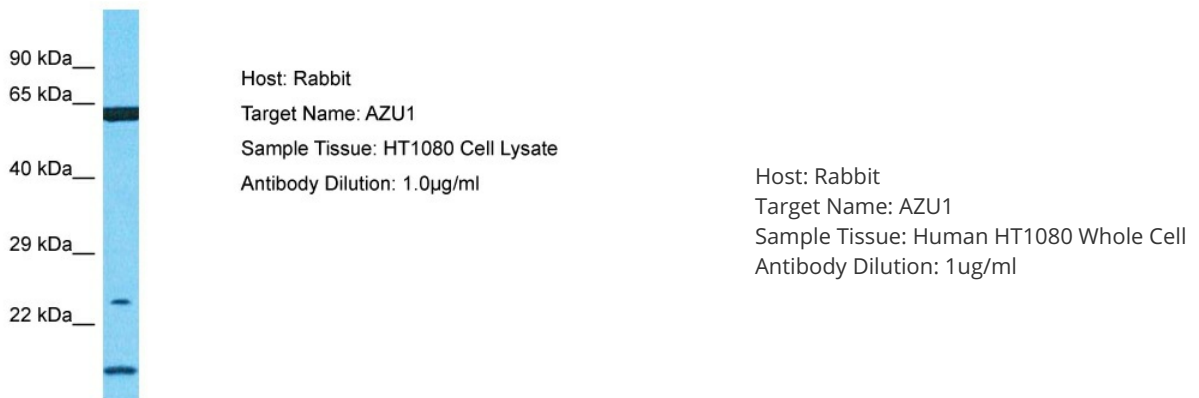 90 kDa__
65 kDa__
40 kDa__
29 kDa__
22 kDa__
Host: Rabbit
Target Name: AZU1
Sample Tissue: HT1080 Cell Lysate
Antibody Dilution: 1.0µg/ml
Host: Rabbit
Target Name: AZU1
Sample Tissue: Human HT1080 Whole Cell
Antibody Dilution: 1ug/ml